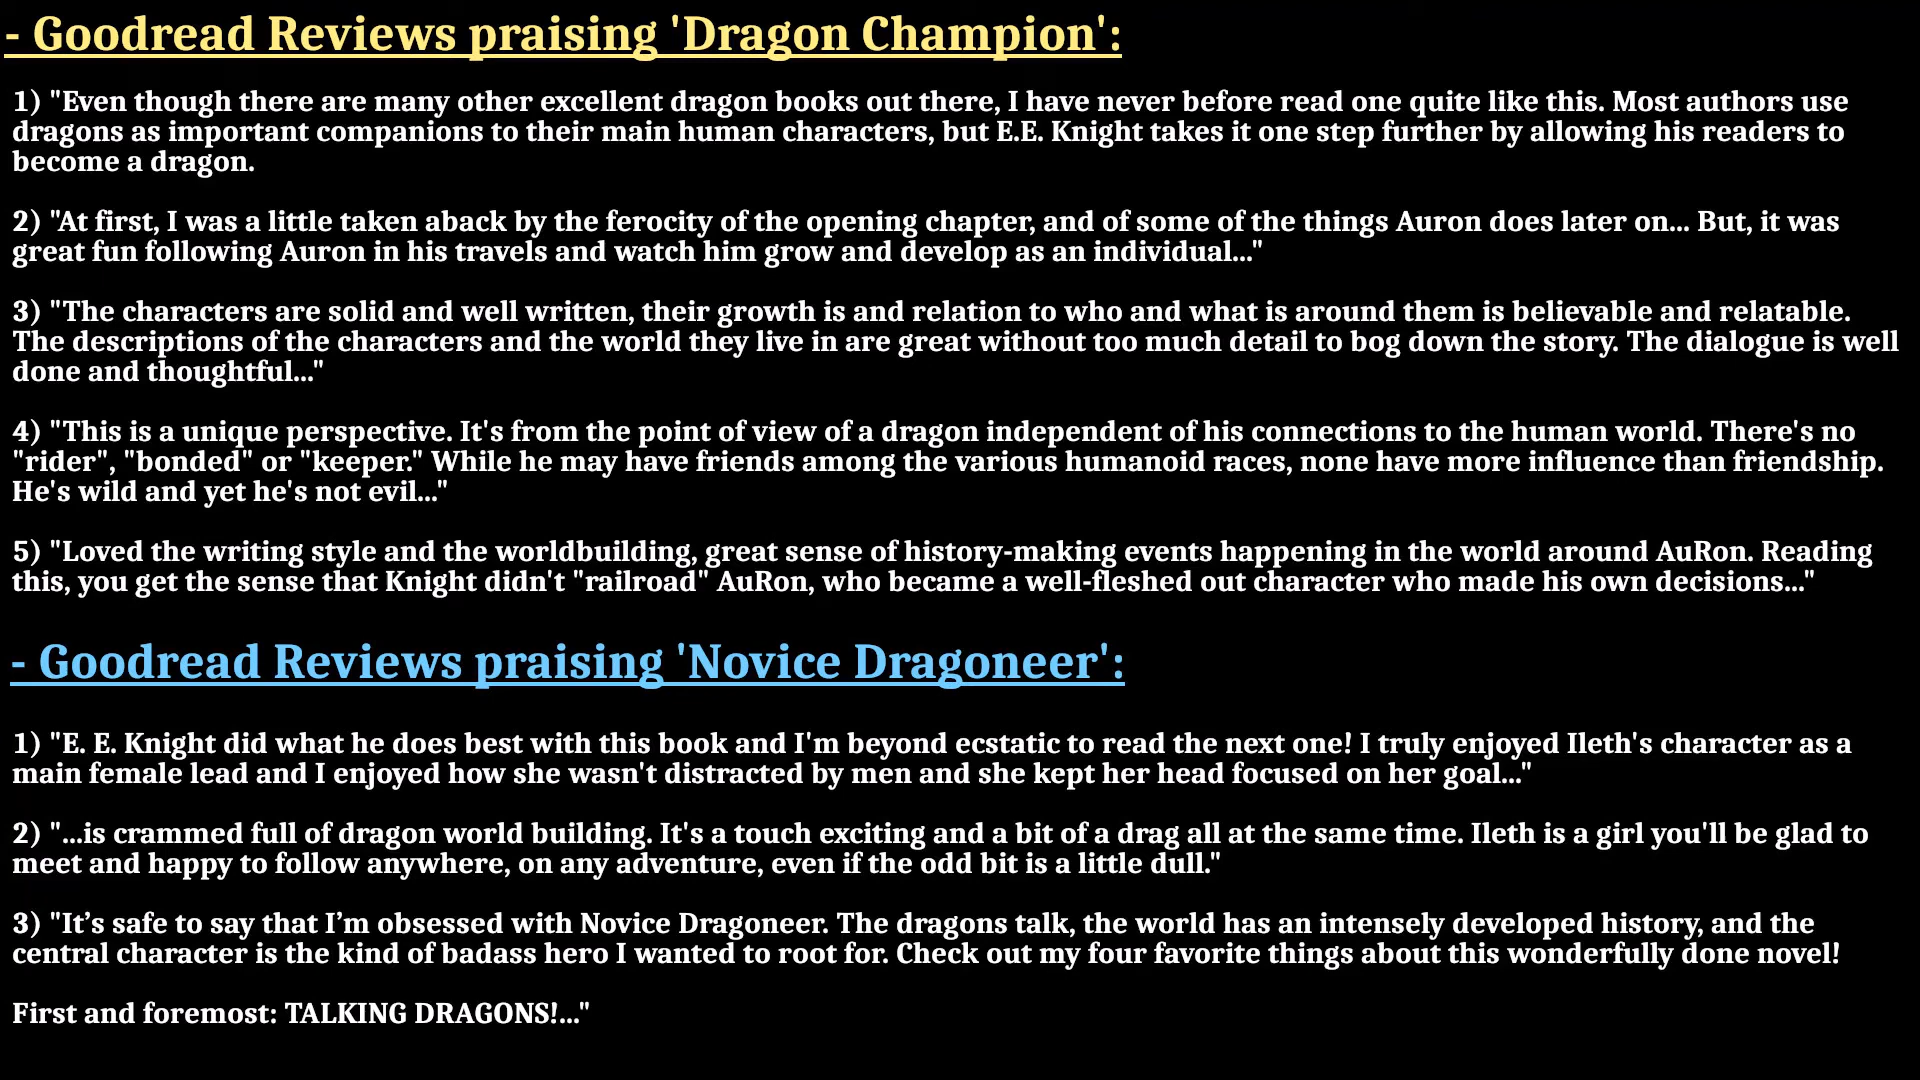 - Goodread Reviews praising 'Dragon Champion':
1) "Even though there are many other excellent dragon books out there, I have never before read one quite like this. Most authors use
dragons as important companions to their main human characters, but E.E. Knight takes it one step further by allowing his readers to
become a dragon.
2) "At first, I was a little taken aback by the ferocity of the opening chapter, and of some of the things Auron does later on... But, it was
great fun following Auron in his travels and watch him grow and develop as an individual..."
3) "The characters are solid and well written, their growth is and relation to who and what is around them is believable and relatable.
The descriptions of the characters and the world they live in are great without too much detail to bog down the story. The dialogue is well
done and thoughtful..."
4) "This is a unique perspective. It's from the point of view of a dragon independent of his connections to the human world. There's no
"rider", "bonded" or "keeper." While he may have friends among the various humanoid races, none have more influence than friendship.
He's wild and yet he's not evil..."
5) "Loved the writing style and the worldbuilding, great sense of history-making events happening in the world around AuRon. Reading
this, you get the sense that Knight didn't "railroad" AuRon, who became a well-fleshed out character who made his own decisions..."
- Goodread Reviews praising 'Novice Dragoneer':
1) "E. E. Knight did what he does best with this book and I'm beyond ecstatic to read the next one! I truly enjoyed Ileth's character as a
main female lead and I enjoyed how she wasn't distracted by men and she kept her head focused on her goal..."
2) "...is crammed full of dragon world building. It's a touch exciting and a bit of a drag all at the same time. Ileth is a girl you'll be glad to
meet and happy to follow anywhere, on any adventure, even if the odd bit is a little dull."
3) "It’s safe to say that I’m obsessed with Novice Dragoneer. The dragons talk, the world has an intensely developed history, and the
central character is the kind of badass hero I wanted to root for. Check out my four favorite things about this wonderfully done novel!
First and foremost: TALKING DRAGONS!..."